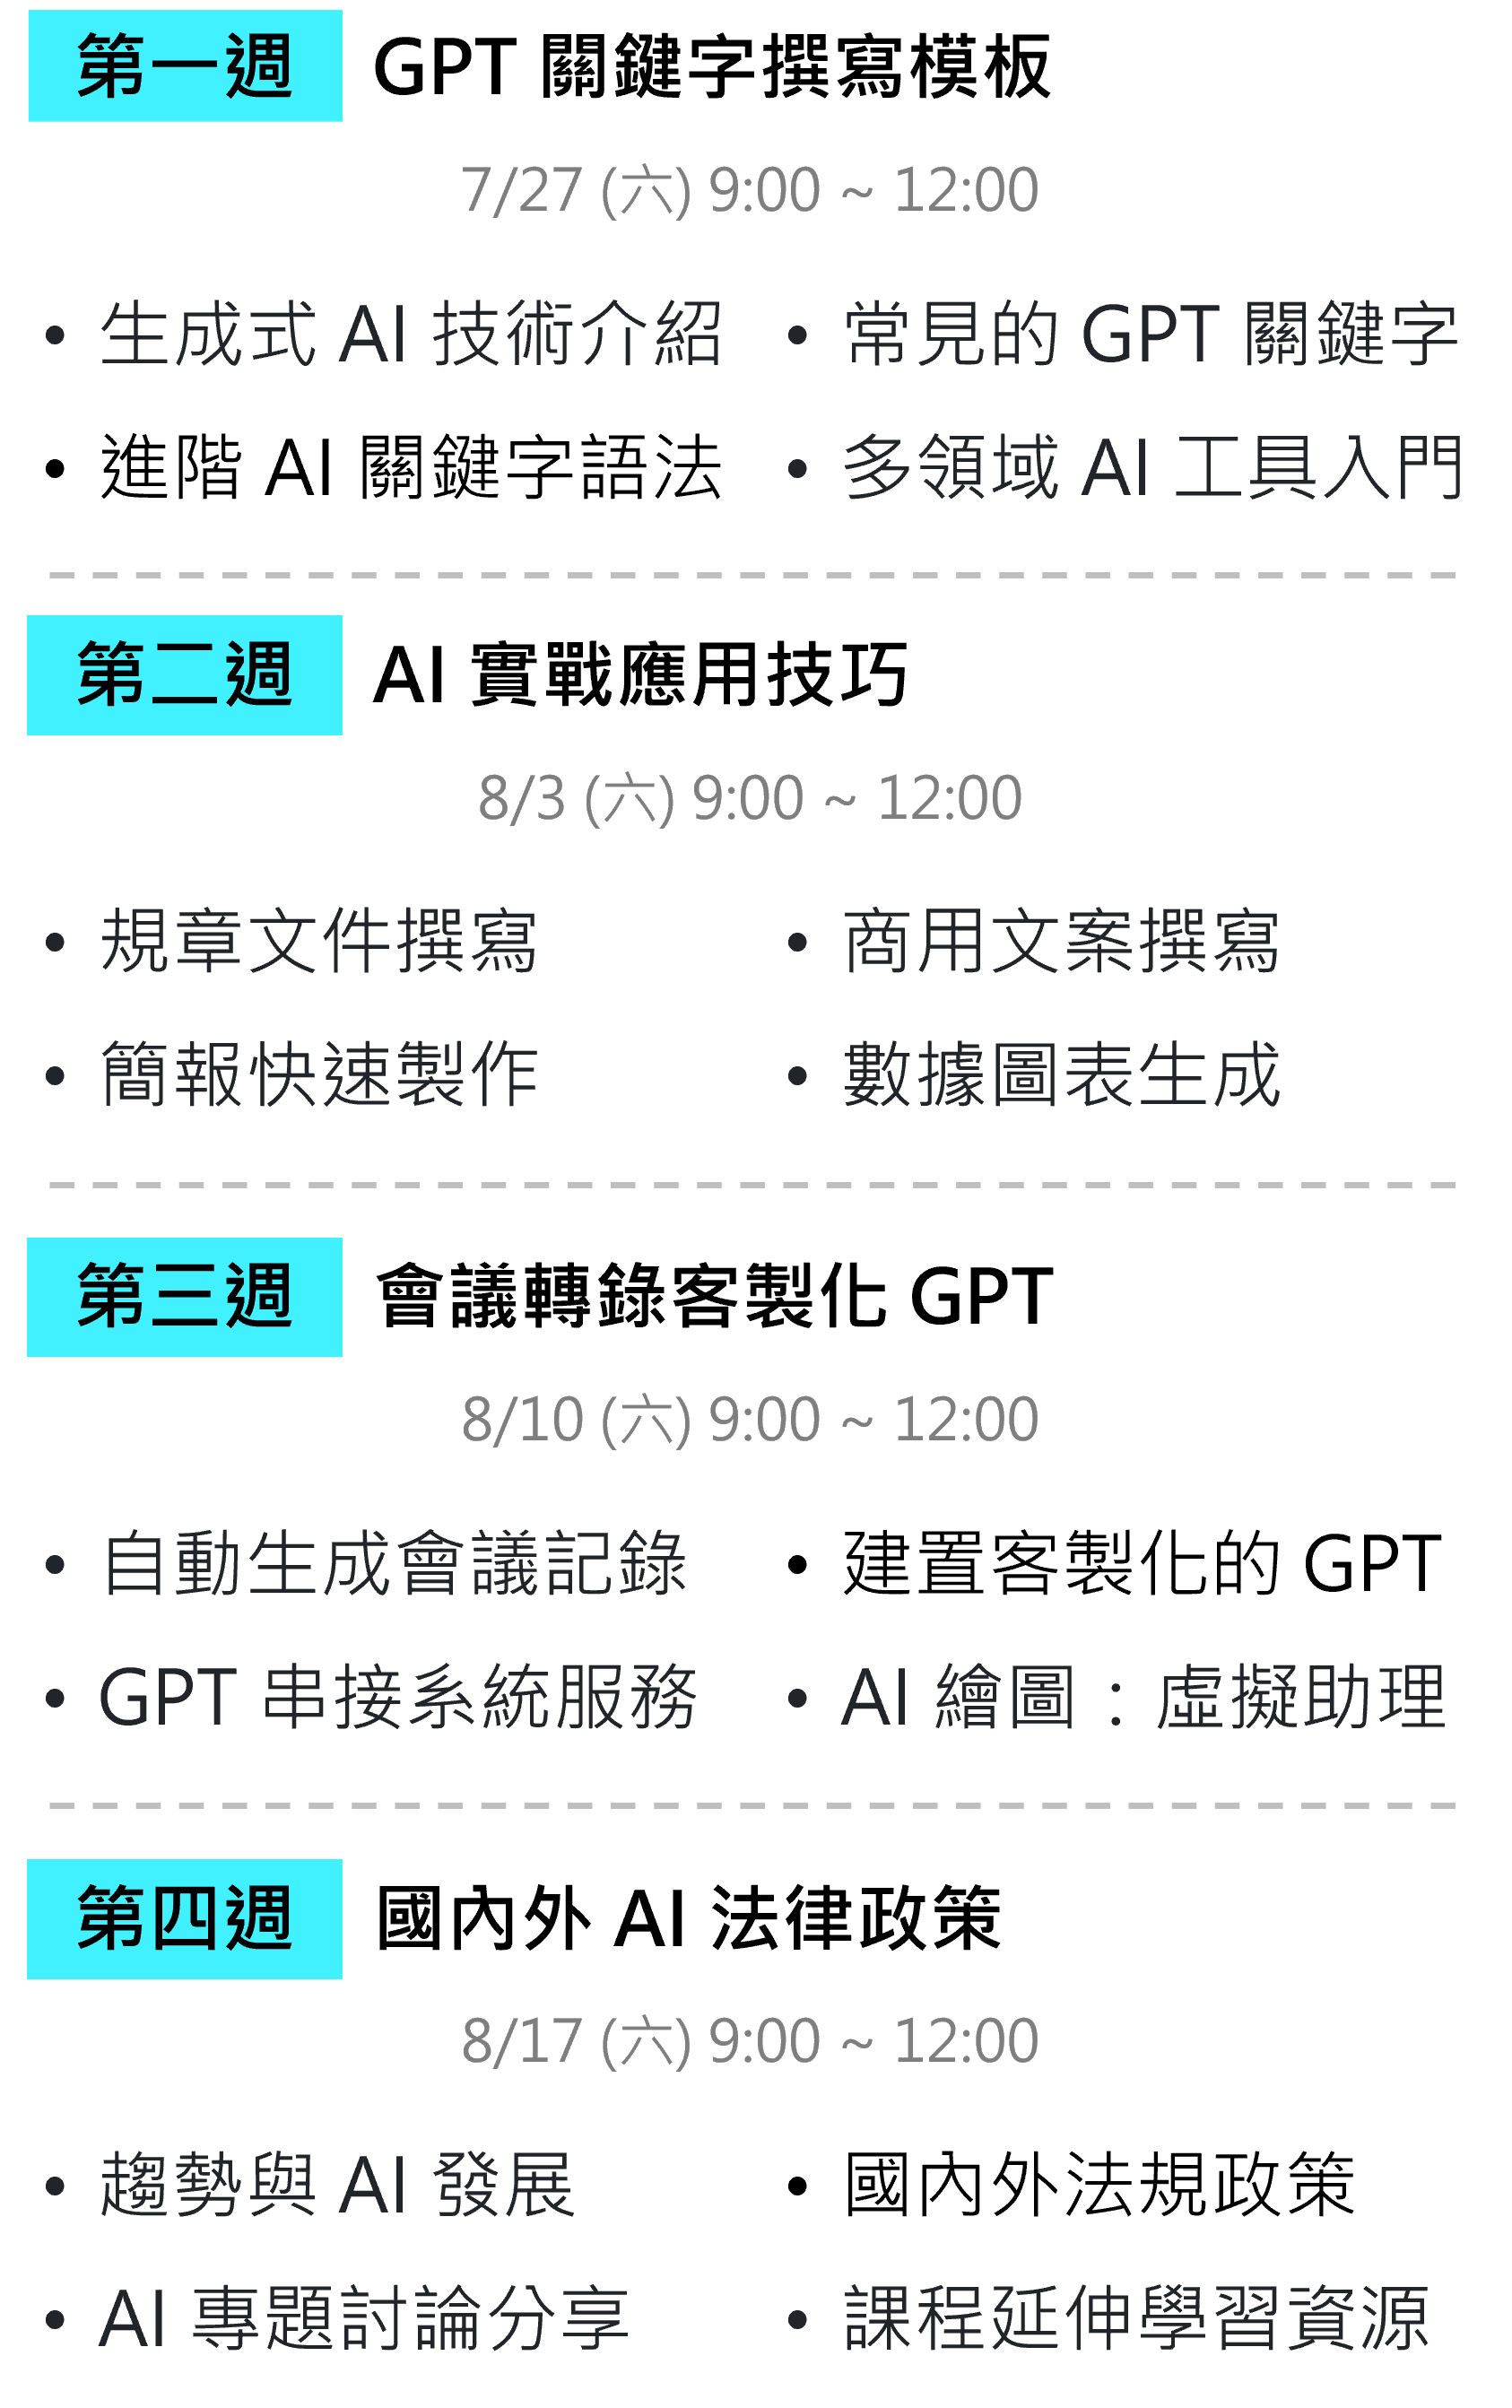 第一週 GPT 關鍵字撰寫模板
7/27 (六) 9:00 ~ 12:00
• 生成式 AI 技術介紹 • 常見的 GPT 關鍵字
• 進階 AI 關鍵字語法 • 多領域 AI 工具入門
第二週 AI 實戰應用技巧
8/3 (六) 9:00 ~ 12:00
• 規章文件撰寫 • 商用文案撰寫
• 簡報快速製作 • 數據圖表生成
第三週 會議轉錄客製化 GPT
8/10 (六) 9:00 ~ 12:00
• 自動生成會議記錄 • 建置客製化的 GPT
• GPT 串接系統服務 • AI 繪圖：虛擬助理
第四週 國內外 AI 法律政策
8/17 (六) 9:00 ~ 12:00
• 趨勢與 AI 發展 • 國內外法規政策
• AI 專題討論分享 • 課程延伸學習資源